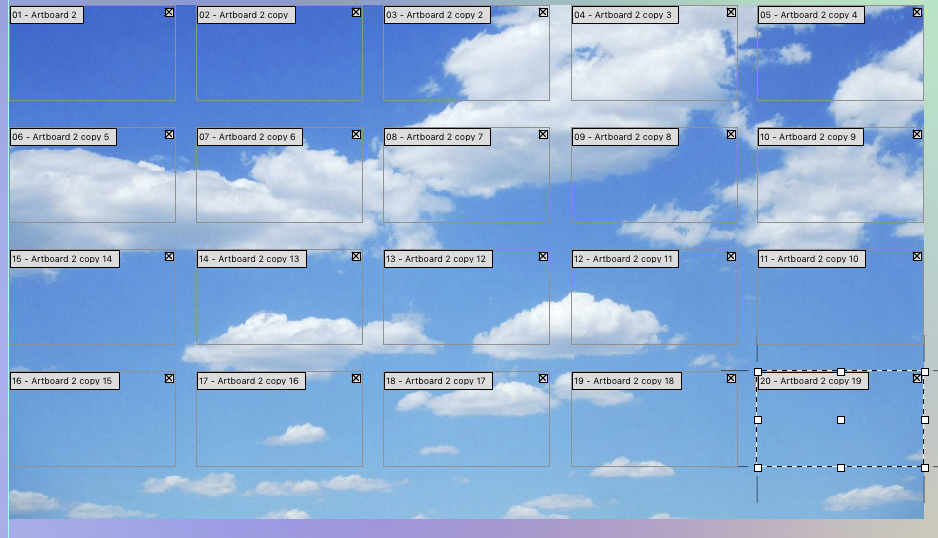 01 - Artboard 2
02 - Artboard 2 copy
03 - Artboard 2 copy 2
04 - Artboard 2 copy 3
05 - Artboard 2 copy 4
06 - Artboard 2 copy 5
07 - Artboard 2 copy 6
08 - Artboard 2 copy 7
09 - Artboard 2 copy 8
10 - Artboard 2 copy 9
15 - Artboard 2 copy 14
14 - Artboard 2 copy 13
13 - Artboard 2 copy 12
12 - Artboard 2 copy 11
11 - Artboard 2 copy 10
16 - Artboard 2 copy 15
17 - Artboard 2 copy 16
18 - Artboard 2 copy 17
19 - Artboard 2 copy 18
20 - Artboard 2 copy 19